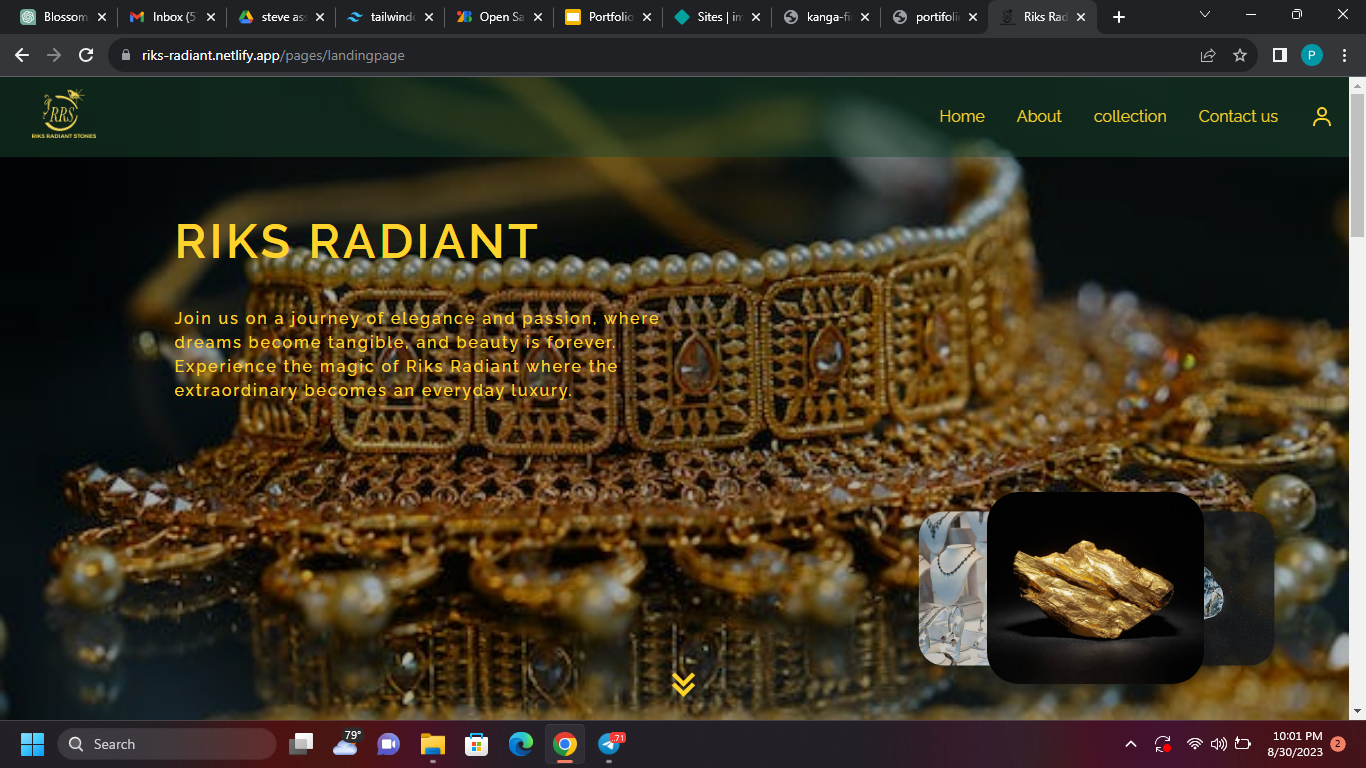 Blossom
Inbox (5
steve as
tailwind
Open Sa
Portfolio
Sites | in
kanga-fi
portifoli
Riks Rad
riks-radiant.netlify.app/pages/landingpage
P
RRS
RIKS RADIANT STONES
Home
About
collection
Contact us
RIKS RADIANT
Join us on a journey of elegance and passion, where
dreams become tangible, and beauty is forever.
Experience the magic of Riks Radiant where the
extraordinary becomes an everyday luxury.
Search
79°
71
10:01 PM
8/30/2023
2